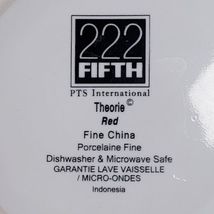 222
FIFTH
PTS International
Theorie©
Red
Fine China
Porcelaine Fine
Dishwasher & Microwave Safe
GARANTIE LAVE VAISSELLE
/ MICRO-ONDES
Indonesia